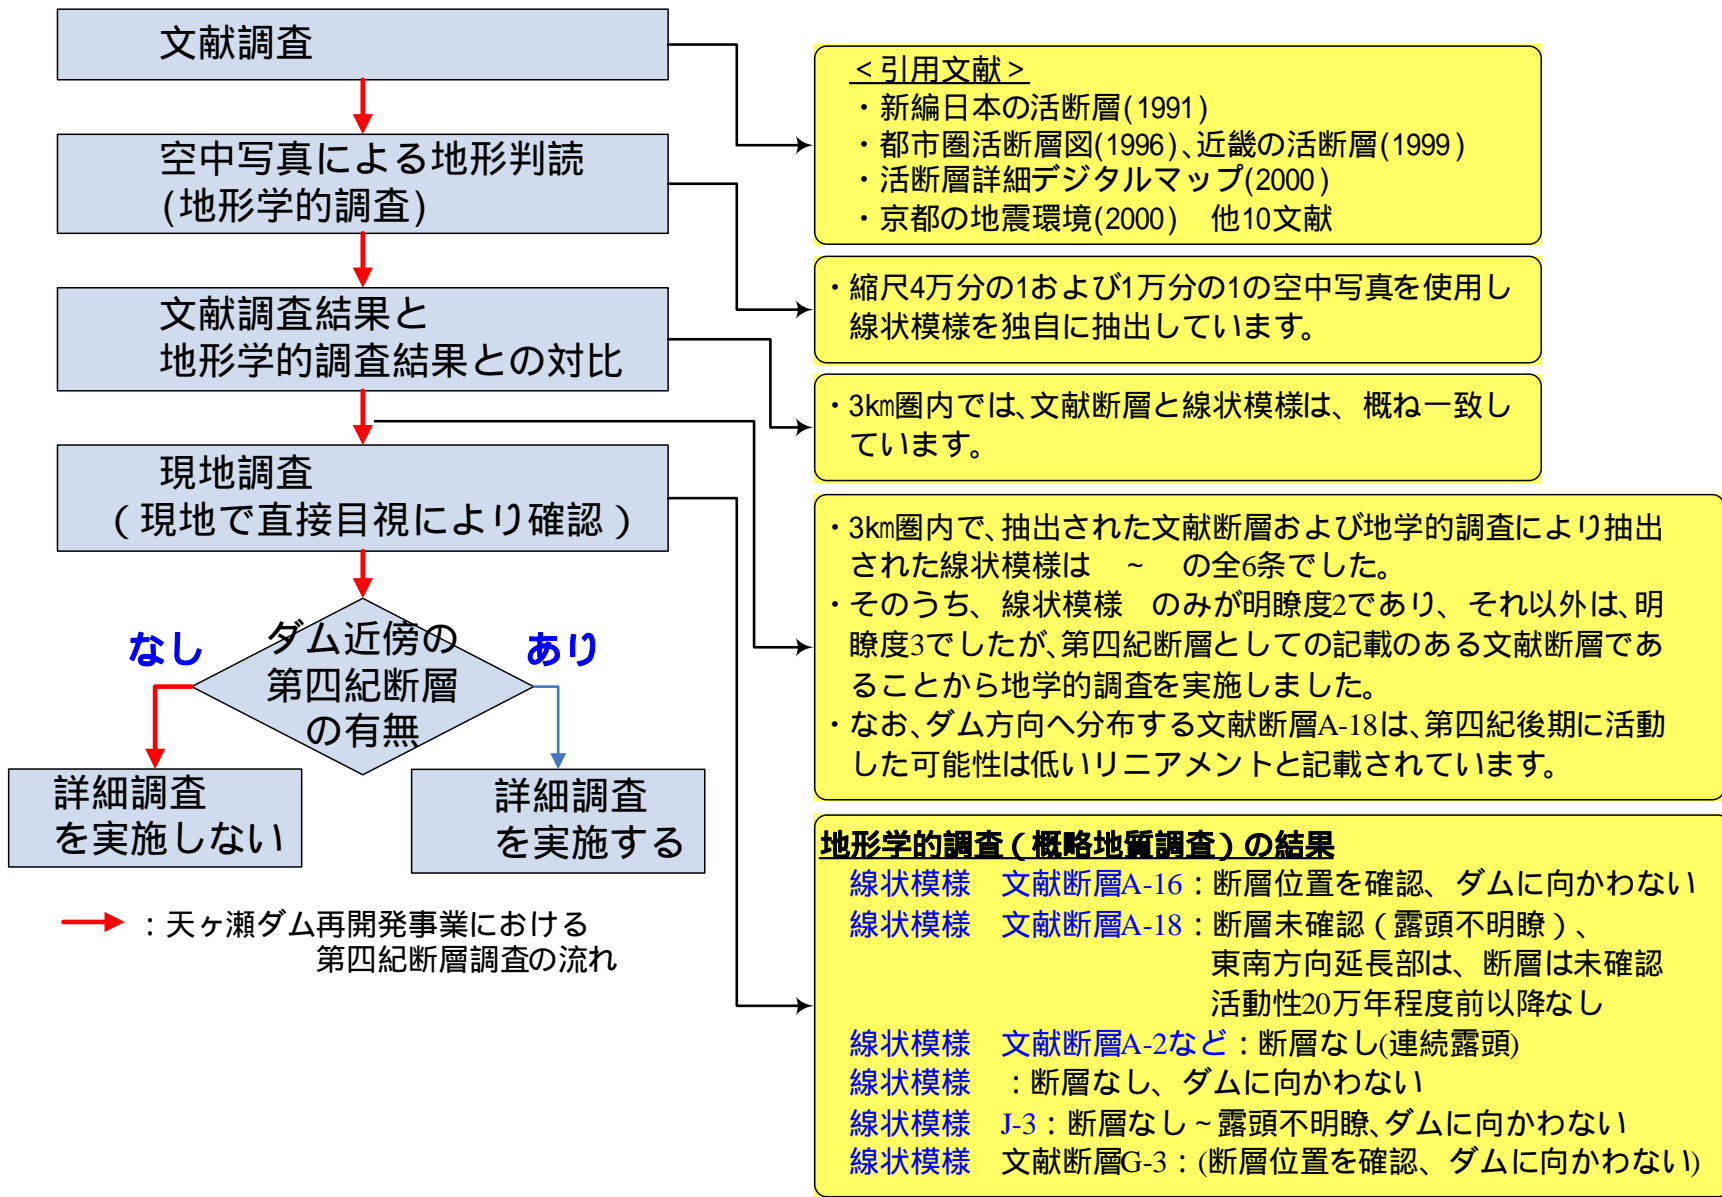 文献調査
空中写真による地形判読
(地形学的調査)
文献調査結果と
地形学的調査結果との対比
現地調査
（現地で直接目視により確認）
ダム近傍の
第四紀断層
の有無
なし
あり
詳細調査
を実施しない
詳細調査
を実施する
：天ヶ瀬ダム再開発事業における
第四紀断層調査の流れ
＜引用文献＞
・新編日本の活断層(1991)
・都市圏活断層図(1996)、近畿の活断層(1999)
・活断層詳細デジタルマップ(2000)
・京都の地震環境(2000)　他10文献
・縮尺4万分の1および1万分の1の空中写真を使用し
線状模様を独自に抽出しています。
・3㎞圏内では、文献断層と線状模様は、概ね一致し
ています。
・3㎞圏内で、抽出された文献断層および地学的調査により抽出
された線状模様は　～　の全6条でした。
・そのうち、線状模様　のみが明瞭度2であり、それ以外は、明
瞭度3でしたが、第四紀断層としての記載のある文献断層であ
ることから地学的調査を実施しました。
・なお、ダム方向へ分布する文献断層A-18は、第四紀後期に活動
した可能性は低いリニアメントと記載されています。
地形学的調査（概略地質調査）の結果
線状模様　文献断層A-16：断層位置を確認、ダムに向かわない
線状模様　文献断層A-18：断層未確認（露頭不明瞭）、
東南方向延長部は、断層は未確認
活動性20万年程度前以降なし
線状模様　文献断層A-2など：断層なし(連続露頭)
線状模様　：断層なし、ダムに向かわない
線状模様　J-3：断層なし～露頭不明瞭、ダムに向かわない
線状模様　文献断層G-3：(断層位置を確認、ダムに向かわない)